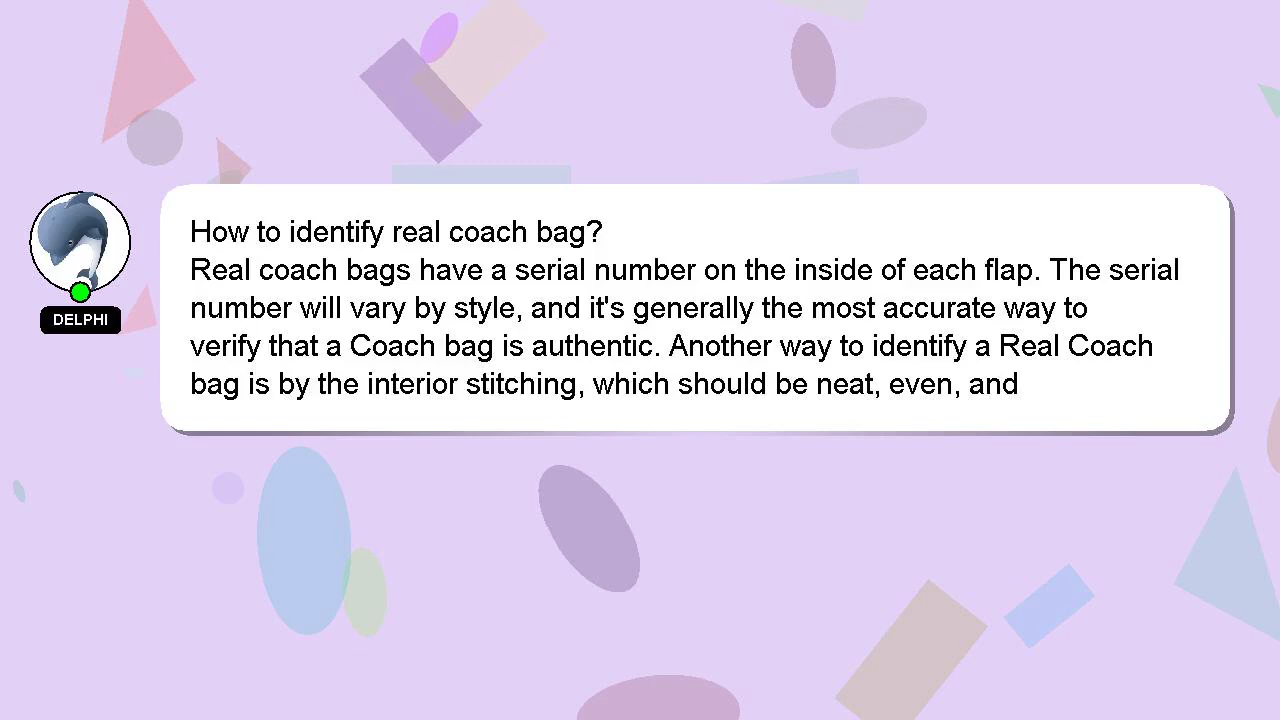 How to identify real coach bag?
Real coach bags have a serial number on the inside of each flap. The serial
number will vary by style, and it's generally the most accurate way to
verify that a Coach bag is authentic. Another way to identify a Real Coach
bag is by the interior stitching, which should be neat, even, and
DELPHI